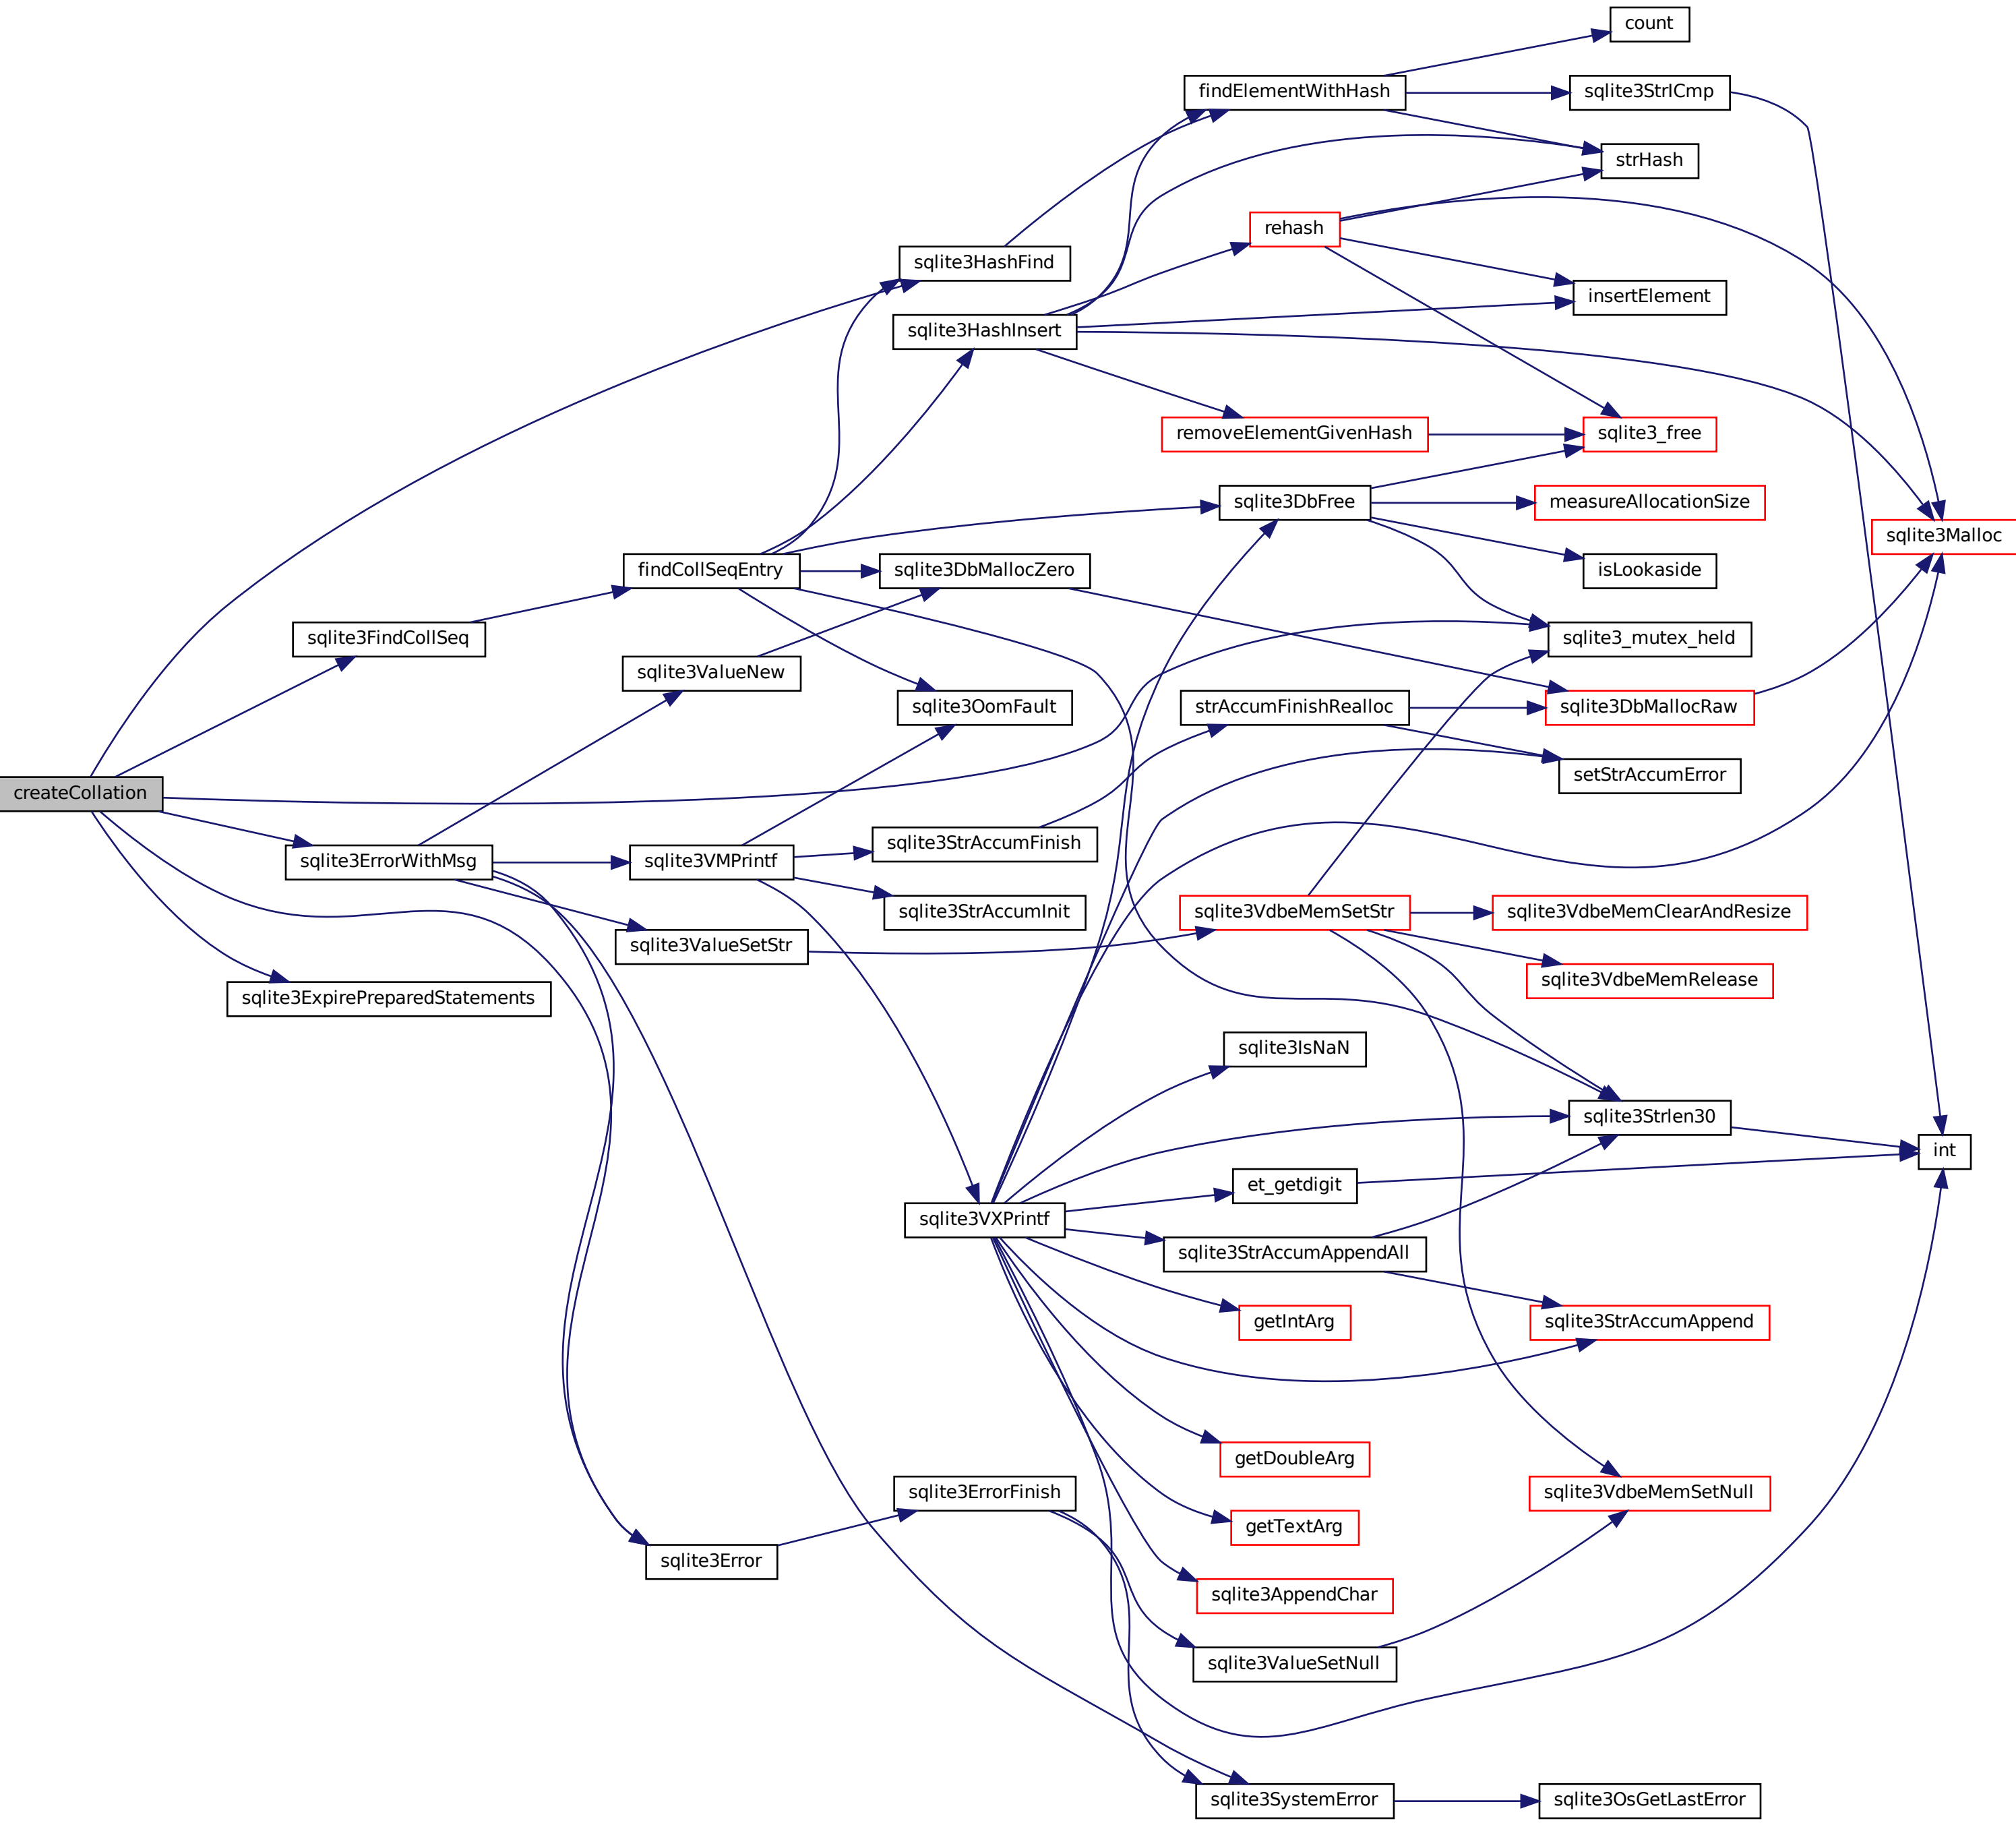 count
findElementWithHash
sqlite3StrICmp
strHash
rehash
sqlite3HashFind
insertElement
sqlite3HashInsert
removeElementGivenHash
sqlite3_free
sqlite3DbFree
measureAllocationSize
sqlite3Malloc
findCollSeqEntry
sqlite3DbMallocZero
isLookaside
sqlite3FindCollSeq
sqlite3_mutex_held
sqlite3ValueNew
sqlite3OomFault
strAccumFinishRealloc
sqlite3DbMallocRaw
setStrAccumError
createCollation
sqlite3StrAccumFinish
sqlite3ErrorWithMsg
sqlite3VMPrintf
sqlite3StrAccumInit
sqlite3VdbeMemSetStr
sqlite3VdbeMemClearAndResize
sqlite3ValueSetStr
sqlite3VdbeMemRelease
sqlite3ExpirePreparedStatements
sqlite3IsNaN
sqlite3Strlen30
int
et_getdigit
sqlite3VXPrintf
sqlite3StrAccumAppendAll
getIntArg
sqlite3StrAccumAppend
getDoubleArg
sqlite3ErrorFinish
sqlite3VdbeMemSetNull
getTextArg
sqlite3Error
sqlite3AppendChar
sqlite3ValueSetNull
sqlite3SystemError
sqlite3OsGetLastError